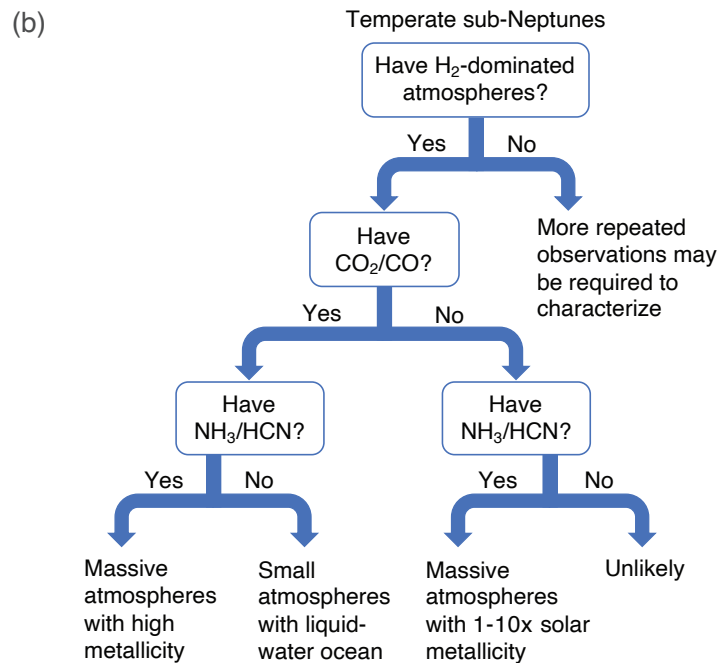 (b)
Temperate sub-Neptunes
Have H₂-dominated
atmospheres?
Yes
No
Have
CO₂/CO?
More repeated
observations may
be required to
characterize
Yes
No
Have
NH₃/HCN?
Have
NH₃/HCN?
Yes
No
Yes
No
Massive
atmospheres
with high
metallicity
Small
atmospheres
with liquid-
water ocean
Massive
atmospheres
with 1-10x solar
metallicity
Unlikely